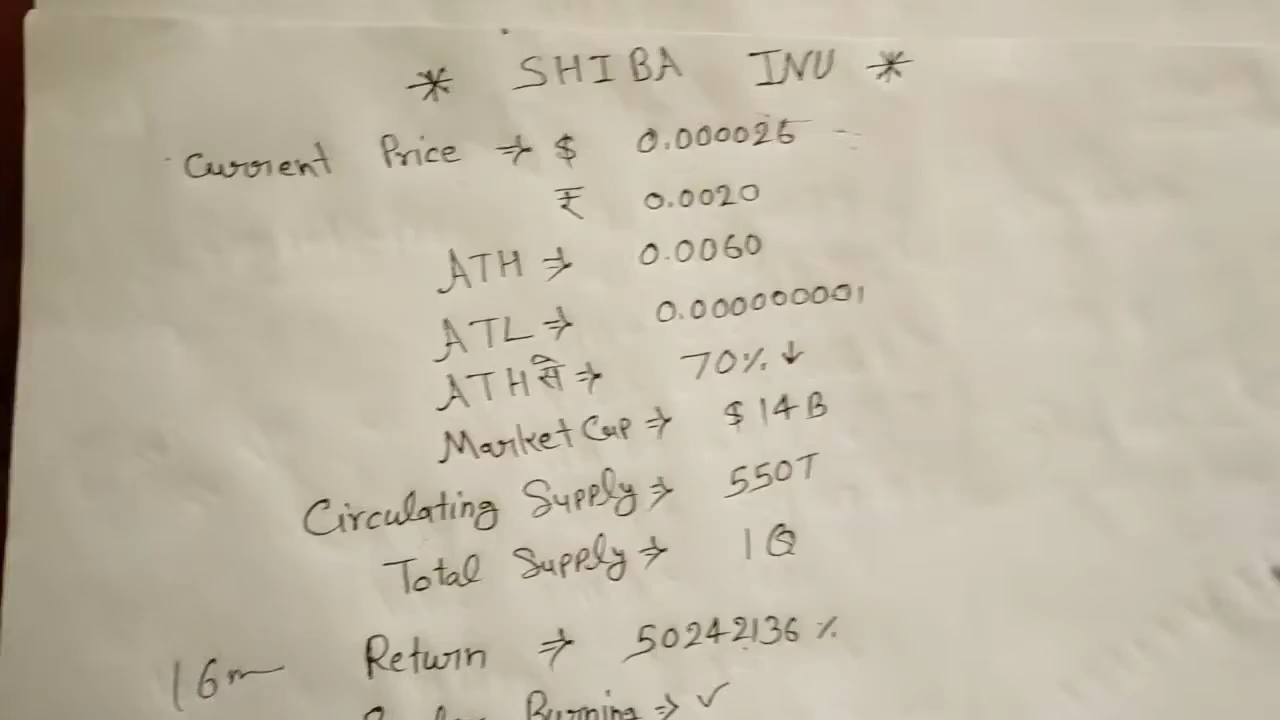 * SHIBA INU *
Current Price ⇒ $ 0.000025
₹ 0.0020
ATH ⇒ 0.0060
ATL ⇒ 0.000000001
ATH से ⇒ 70% ↓
Market Cap ⇒ $ 14B
Circulating Supply ⇒ 550T
Total Supply ⇒ 1Q
16m Return ⇒ 50242136 %
Burning ⇒ ✓